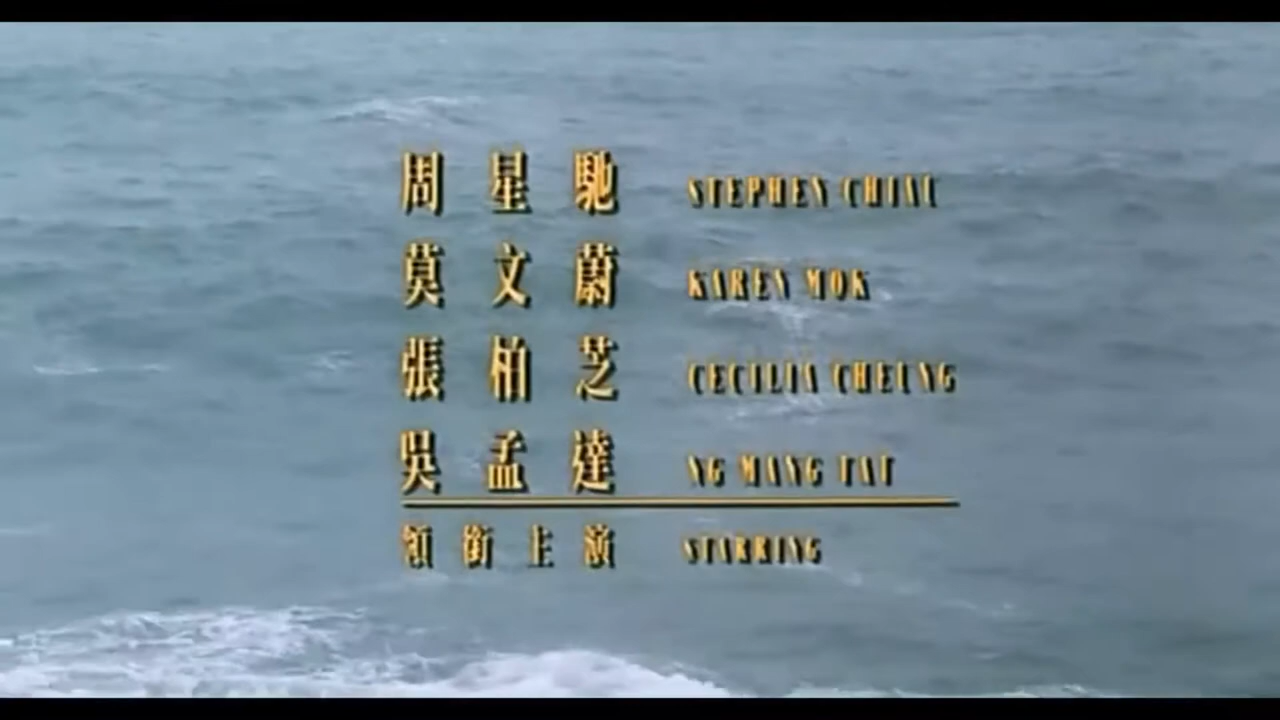 周星馳 STEPHEN CHIAU
莫文蔚 KAREN MOK
張柏芝 CECILIA CHEUNG
吳孟達 NG MANG TAT
領銜主演 STARRING